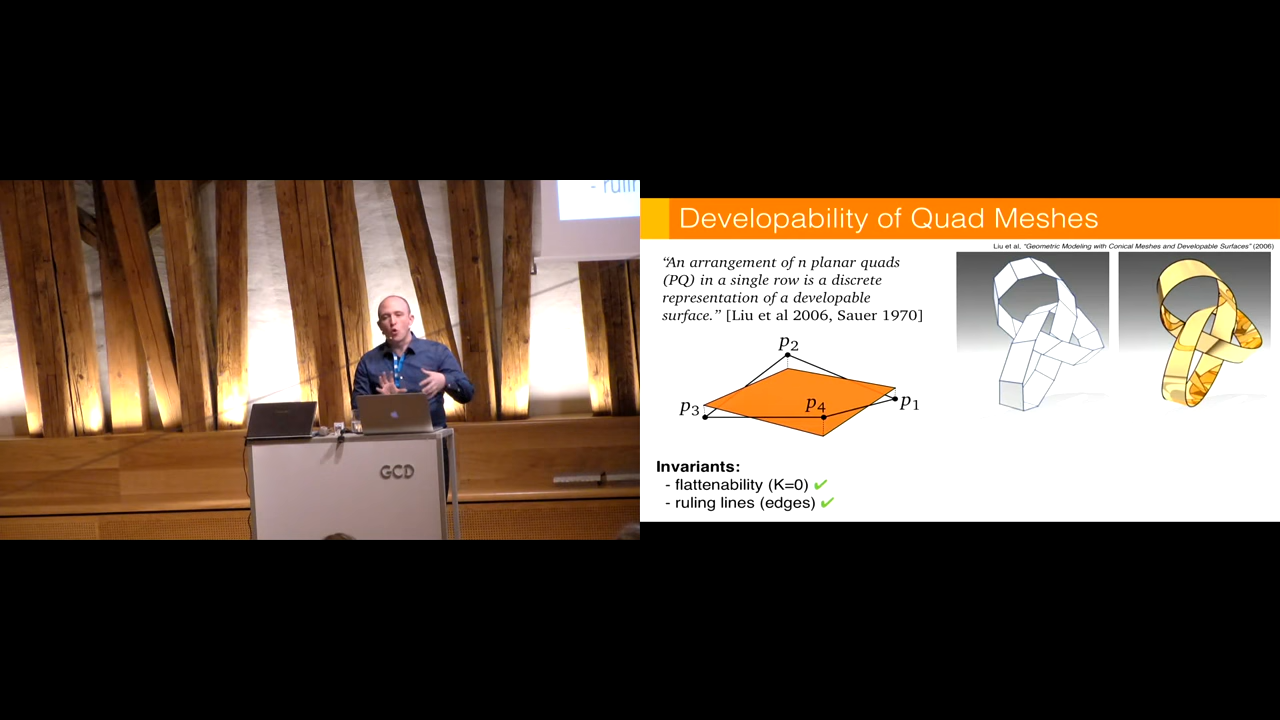 - rulin
GCD
Developability of Quad Meshes
Liu et al, "Geometric Modeling with Conical Meshes and Developable Surfaces" (2006)
“An arrangement of n planar quads
(PQ) in a single row is a discrete
representation of a developable
surface.” [Liu et al 2006, Sauer 1970]
p2
p3
p4
p1
Invariants:
- flattenability (K=0) ✔
- ruling lines (edges) ✔